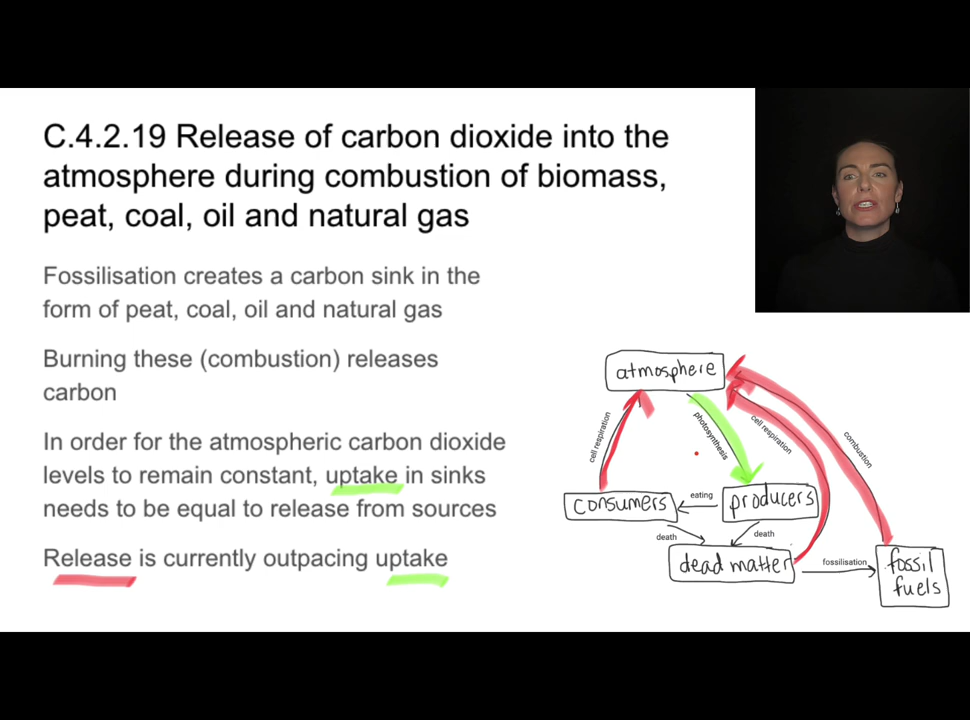 C.4.2.19 Release of carbon dioxide into the
atmosphere during combustion of biomass,
peat, coal, oil and natural gas
Fossilisation creates a carbon sink in the
form of peat, coal, oil and natural gas
Burning these (combustion) releases
carbon
In order for the atmospheric carbon dioxide
levels to remain constant, uptake in sinks
needs to be equal to release from sources
Release is currently outpacing uptake
atmosphere
cell respiration
photosynthesis
cell respiration
combustion
consumers
eating
producers
death
death
dead matter
fossilisation
fossil
fuels